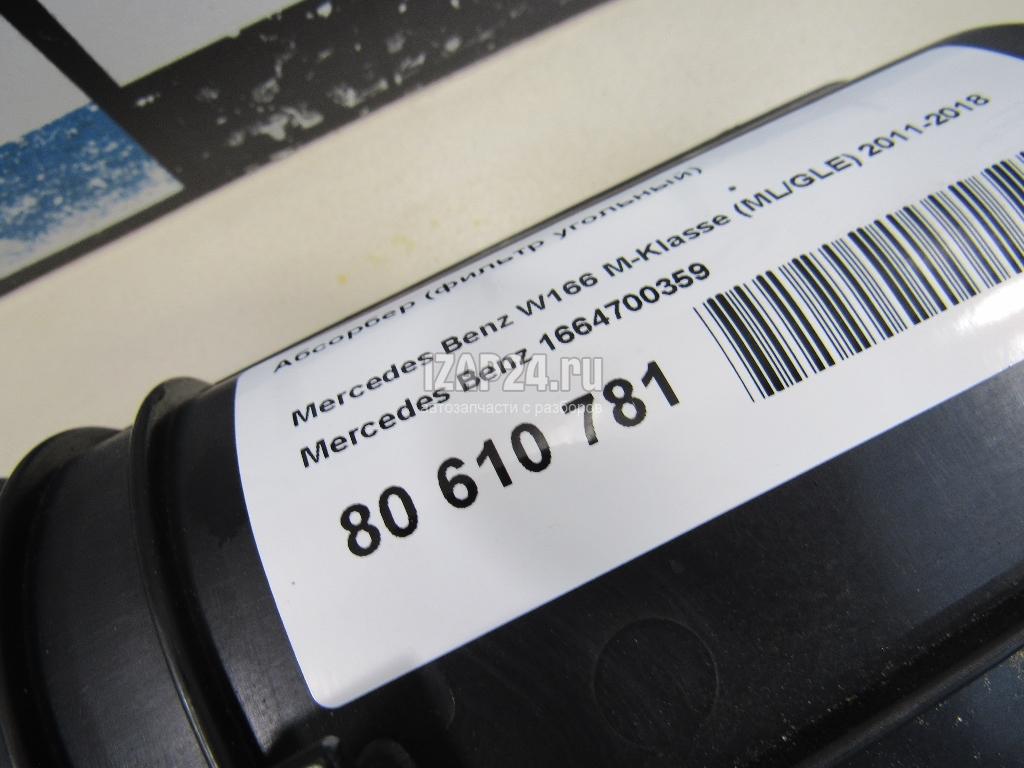 Абсорбер (фильтр угольный)
Mercedes Benz W166 M-Klasse (ML/GLE) 2011-2018
Mercedes Benz 1664700359
80 610 781
IZAP24.ru
автозапчасти с разборов